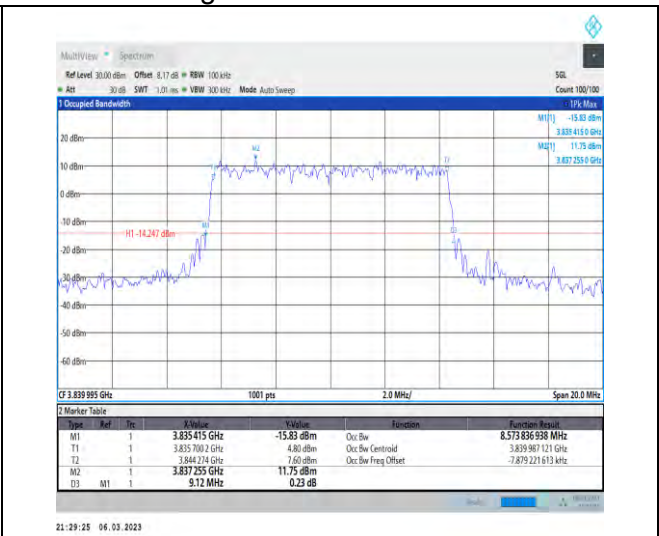 MultiView Spectrum
Ref Level 30.00 dBm Offset 8.17 dB RBW 100 kHz SGL
Att 30 dB SWT 1.01 ms VBW 300 kHz Mode Auto Sweep Count 100/100
1 Occupied Bandwidth 1Pk Max
M1[1] -15.83 dBm
3.835 415 0 GHz
20 dBm M2 M2[1] 11.75 dBm
3.837 255 0 GHz
10 dBm
0 dBm
-10 dBm
H1 -14.247 dBm M1 D3
-20 dBm
-30 dBm
-40 dBm
-50 dBm
-60 dBm
CF 3.839 995 GHz 1001 pts 2.0 MHz/ Span 20.0 MHz
2 Marker Table
Type Ref Trc X-Value Y-Value Function Function Result
M1 1 3.835 415 GHz -15.83 dBm Occ Bw 8.573 836 938 MHz
T1 1 3.835 700 2 GHz 4.80 dBm Occ Bw Centroid 3.839 987 121 GHz
T2 1 3.844 274 GHz 7.60 dBm Occ Bw Freq Offset -7.879 221 613 kHz
M2 1 3.837 255 GHz 11.75 dBm
D3 M1 1 9.12 MHz 0.23 dB
21:29:25 06.03.2023